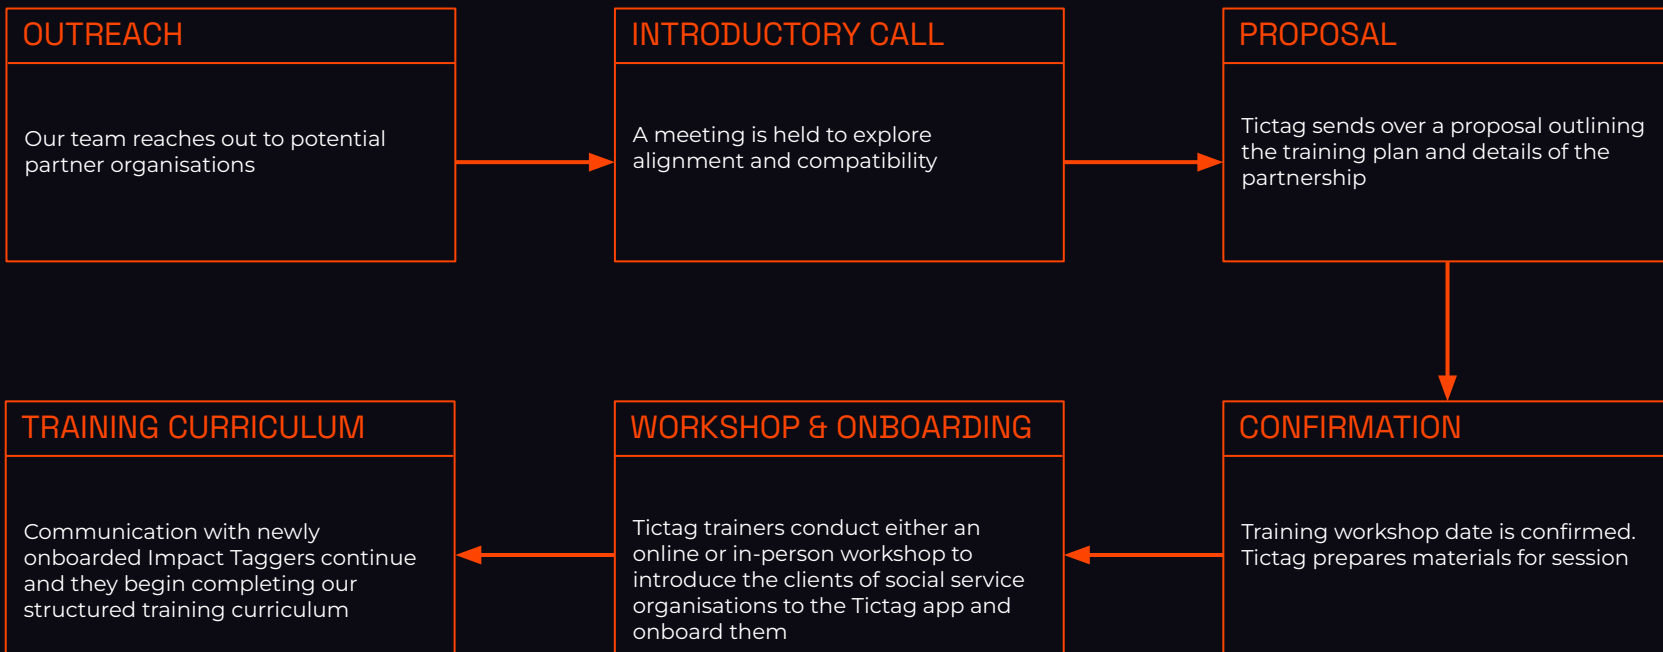 OUTREACH
Our team reaches out to potential
partner organisations
INTRODUCTORY CALL
A meeting is held to explore
alignment and compatibility
PROPOSAL
Tictag sends over a proposal outlining
the training plan and details of the
partnership
CONFIRMATION
Training workshop date is confirmed.
Tictag prepares materials for session
WORKSHOP & ONBOARDING
Tictag trainers conduct either an
online or in-person workshop to
introduce the clients of social service
organisations to the Tictag app and
onboard them
TRAINING CURRICULUM
Communication with newly
onboarded Impact Taggers continue
and they begin completing our
structured training curriculum